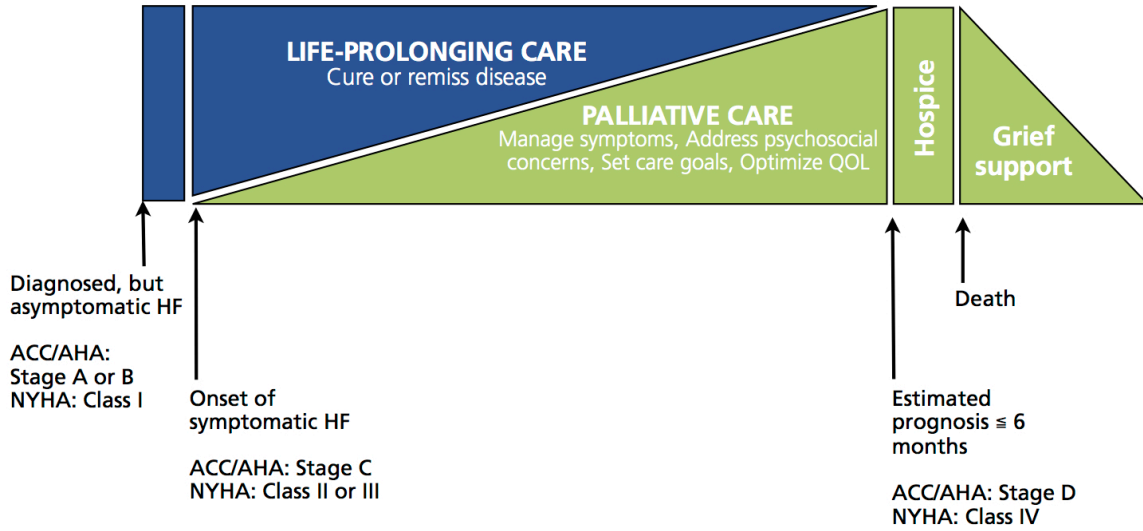 LIFE-PROLONGING CARE
Cure or remiss disease
PALLIATIVE CARE
Manage symptoms, Address psychosocial
concerns, Set care goals, Optimize QOL
Hospice
Grief
support
Diagnosed, but
asymptomatic HF
ACC/AHA:
Stage A or B
NYHA: Class I
Onset of
symptomatic HF
ACC/AHA: Stage C
NYHA: Class II or III
Estimated
prognosis ≦ 6
months
ACC/AHA: Stage D
NYHA: Class IV
Death